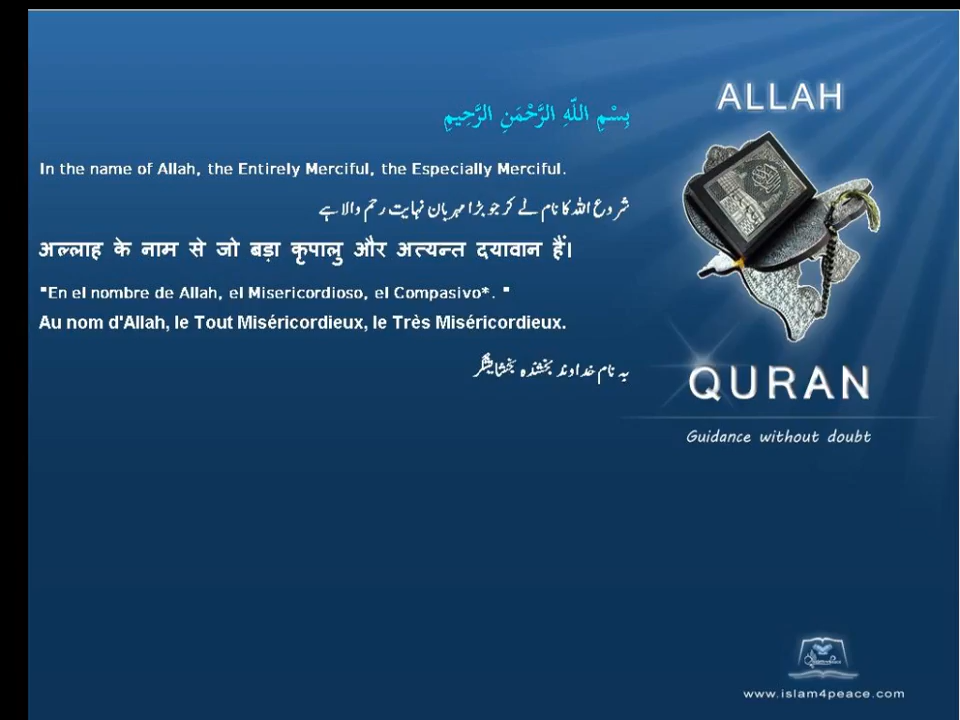 بِسْمِ اللَّهِ الرَّحْمَنِ الرَّحِيمِ
In the name of Allah, the Entirely Merciful, the Especially Merciful.
شروع الله کا نام لے کر جو بڑا مہربان نہایت رحم والا ہے
अल्लाह के नाम से जो बड़ा कृपालु और अत्यन्त दयावान हैं।
"En el nombre de Allah, el Misericordioso, el Compasivo*. "
Au nom d'Allah, le Tout Miséricordieux, le Très Miséricordieux.
به نام خداوند بخشنده بخشایشگر
ALLAH
QURAN
Guidance without doubt
www.islam4peace.com